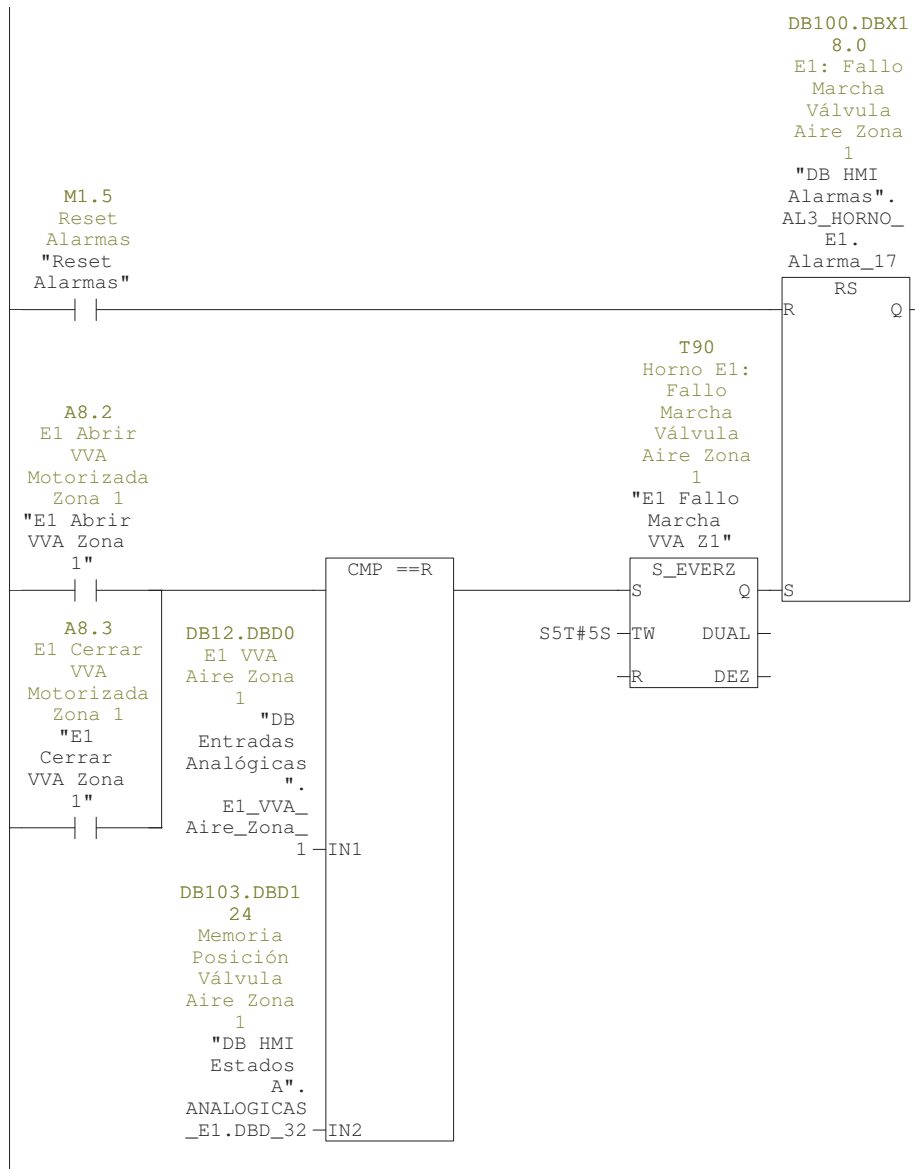 DB100.DBX1
8.0
E1: Fallo
Marcha
Válvula
Aire Zona
1
"DB HMI
Alarmas".
AL3_HORNO_
E1.
Alarma_17
M1.5
Reset
Alarmas
"Reset
Alarmas"
RS
R
Q
T90
Horno E1:
Fallo
Marcha
Válvula
Aire Zona
1
"E1 Fallo
Marcha
VVA Z1"
A8.2
E1 Abrir
VVA
Motorizada
Zona 1
"E1 Abrir
VVA Zona
1"
CMP ==R
S_EVERZ
S
Q
S
S5T#5S
TW
DUAL
R
DEZ
A8.3
E1 Cerrar
VVA
Motorizada
Zona 1
"E1
Cerrar
VVA Zona
1"
DB12.DBD0
E1 VVA
Aire Zona
1
"DB
Entradas
Analógicas
".
E1_VVA_
Aire_Zona_
1
IN1
DB103.DBD1
24
Memoria
Posición
Válvula
Aire Zona
1
"DB HMI
Estados
A".
ANALOGICAS
_E1.DBD_32
IN2